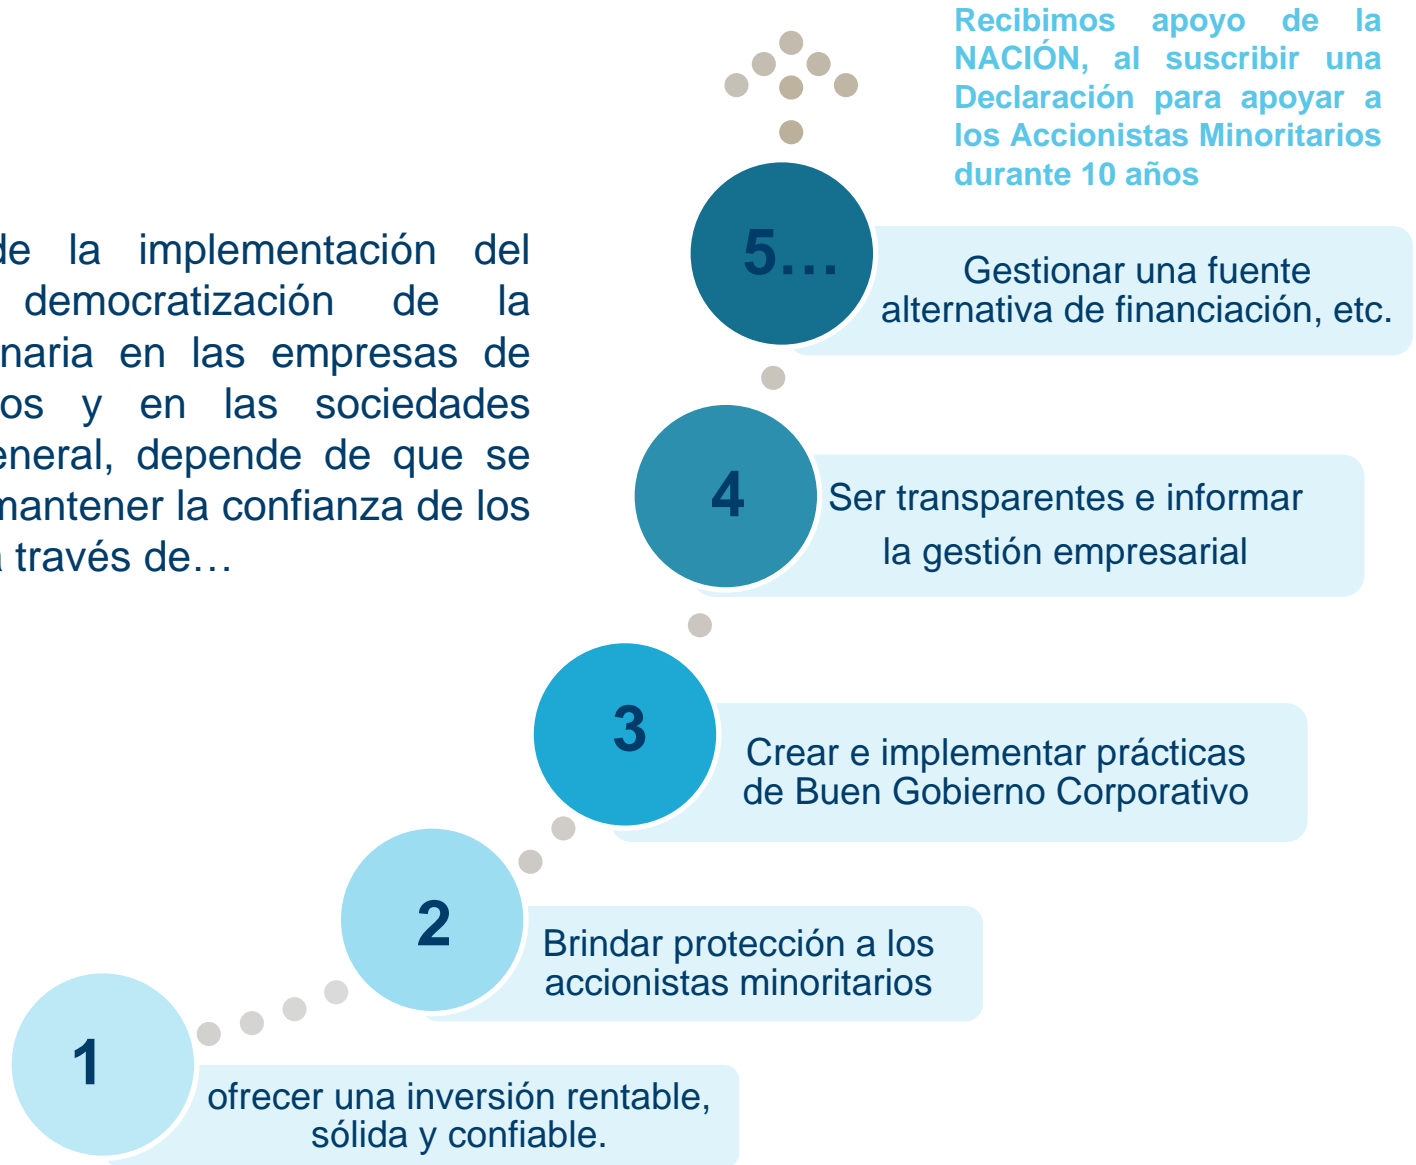 Recibimos apoyo de la
NACIÓN, al suscribir una
Declaración para apoyar a
los Accionistas Minoritarios
durante 10 años
de la implementación del
democratización de la
naria en las empresas de
os y en las sociedades
eneral, depende de que se
mantener la confianza de los
a través de…
5…
Gestionar una fuente
alternativa de financiación, etc.
4
Ser transparentes e informar
la gestión empresarial
3
Crear e implementar prácticas
de Buen Gobierno Corporativo
2
Brindar protección a los
accionistas minoritarios
1
ofrecer una inversión rentable,
sólida y confiable.